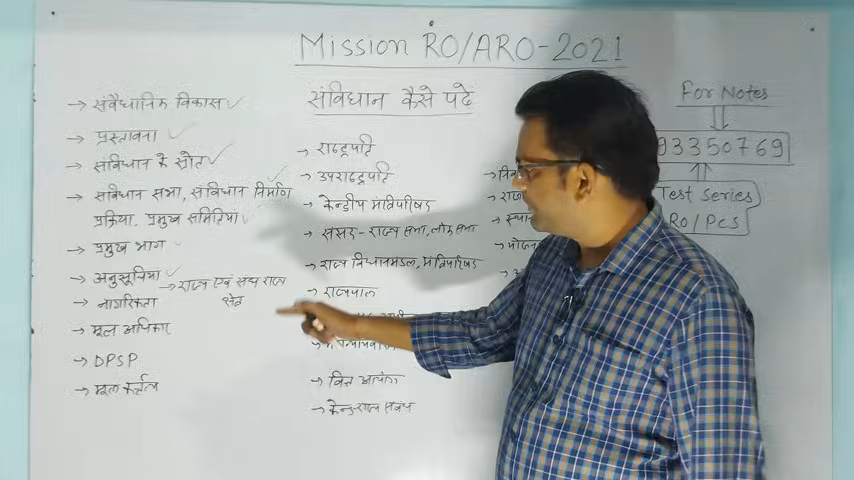 Mission RO/ARO-2021
संविधान कैसे पढे
→ संवैधानिक विकास ✓
→ प्रस्तावना ✓
→ संविधान के स्रोत ✓
→ संविधान सभा, संविधान निर्माण ✓
प्रक्रिया, प्रमुख समितियां ✓
→ प्रमुख भाग ✓
→ अनुसूचियां ✓
→ राज्य एवं संघ राज्य
क्षेत्र
→ नागरिकता
→ मूल अधिकार
→ DPSP
→ मूल कर्तव्य
→ राष्ट्रपति
→ उपराष्ट्रपति
→ केन्द्रीय मंत्रिपरिषद
→ संसद - राज्य सभा, लोक सभा
→ राज्य विधानमंडल, मंत्रिपरिषद
→ राज्यपाल
→ वित्त आयोग
→ केन्द्र-राज्य संबंध
For Notes
93350769
Test Series
RO/PCS